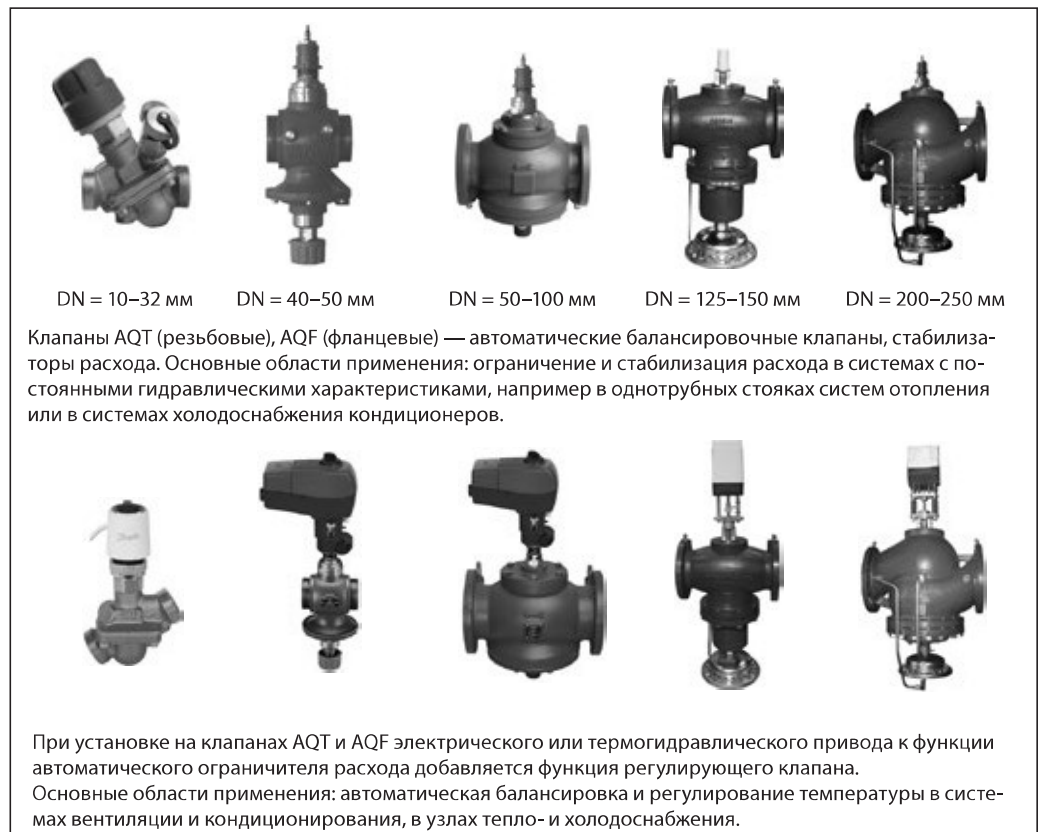 DN = 10–32 мм DN = 40–50 мм DN = 50–100 мм DN = 125–150 мм DN = 200–250 мм
Клапаны AQT (резьбовые), AQF (фланцевые) — автоматические балансировочные клапаны, стабилиза-
торы расхода. Основные области применения: ограничение и стабилизация расхода в системах с по-
стоянными гидравлическими характеристиками, например в однотрубных стояках систем отопления
или в системах холодоснабжения кондиционеров.
Danfoss
При установке на клапанах AQT и AQF электрического или термогидравлического привода к функции
автоматического ограничителя расхода добавляется функция регулирующего клапана.
Основные области применения: автоматическая балансировка и регулирование температуры в систе-
мах вентиляции и кондиционирования, в узлах тепло- и холодоснабжения.